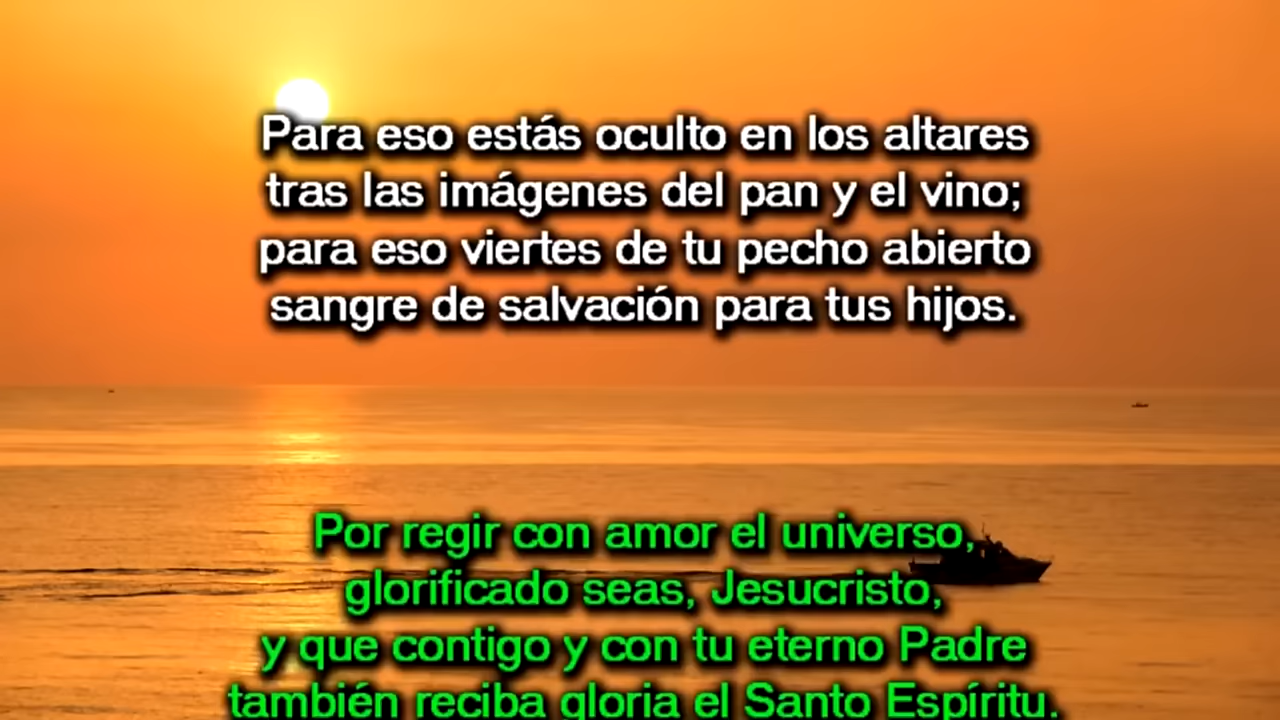 Para eso estás oculto en los altares
tras las imágenes del pan y el vino;
para eso viertes de tu pecho abierto
sangre de salvación para tus hijos.
Por regir con amor el universo,
glorificado seas, Jesucristo,
y que contigo y con tu eterno Padre
también reciba gloria el Santo Espíritu.